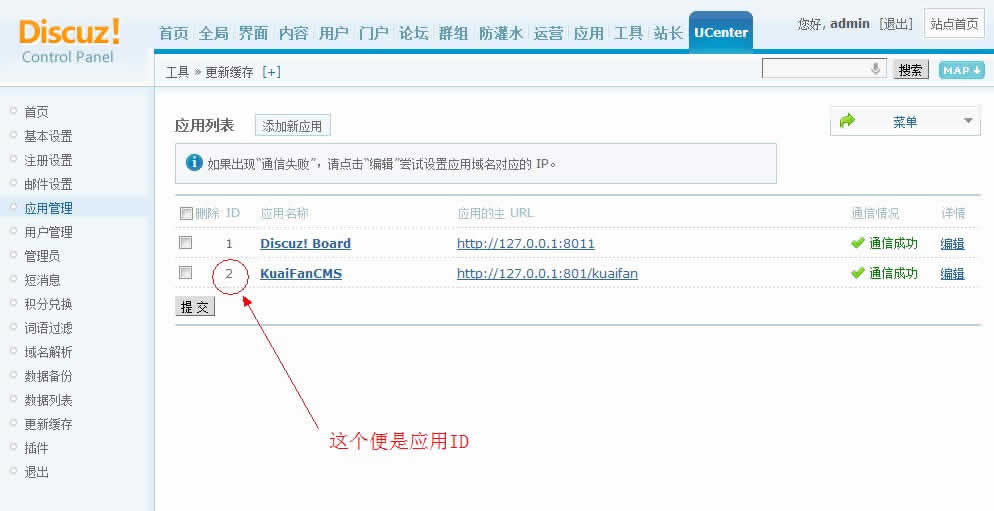 Discuz!
Control Panel
首页 全局 界面 内容 用户 门户 论坛 群组 防灌水 运营 应用 工具 站长 UCenter
您好, admin [退出] 站点首页
工具 » 更新缓存 [+]
搜索 MAP
首页
基本设置
注册设置
邮件设置
应用管理
用户管理
管理员
短消息
积分兑换
词语过滤
域名解析
数据备份
数据列表
更新缓存
插件
退出
应用列表 添加新应用
菜单
如果出现“通信失败”，请点击“编辑”尝试设置应用域名对应的 IP。
删除 ID 应用名称 应用的主 URL 通信情况 详情
1 Discuz! Board http://127.0.0.1:8011 通信成功 编辑
2 KuaiFanCMS http://127.0.0.1:801/kuaifan 通信成功 编辑
提交
这个便是应用ID